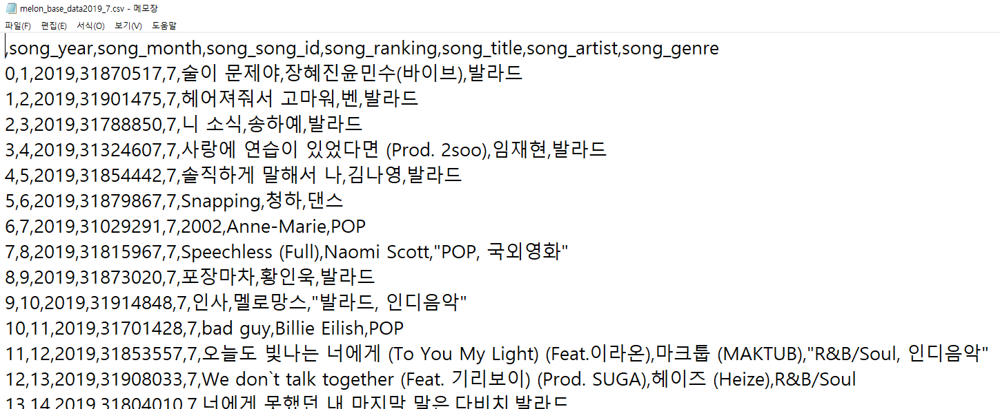 melon_base_data2019_7.csv - 메모장
파일(F) 편집(E) 서식(O) 보기(V) 도움말
,song_year,song_month,song_song_id,song_ranking,song_title,song_artist,song_genre
0,1,2019,31870517,7,술이 문제야,장혜진윤민수(바이브),발라드
1,2,2019,31901475,7,헤어져줘서 고마워,벤,발라드
2,3,2019,31788850,7,니 소식,송하예,발라드
3,4,2019,31324607,7,사랑에 연습이 있었다면 (Prod. 2soo),임재현,발라드
4,5,2019,31854442,7,솔직하게 말해서 나,김나영,발라드
5,6,2019,31879867,7,Snapping,청하,댄스
6,7,2019,31029291,7,2002,Anne-Marie,POP
7,8,2019,31815967,7,Speechless (Full),Naomi Scott,"POP, 국외영화"
8,9,2019,31873020,7,포장마차,황인욱,발라드
9,10,2019,31914848,7,인사,멜로망스,"발라드, 인디음악"
10,11,2019,31701428,7,bad guy,Billie Eilish,POP
11,12,2019,31853557,7,오늘도 빛나는 너에게 (To You My Light) (Feat.이라온),마크툽 (MAKTUB),"R&B/Soul, 인디음악"
12,13,2019,31908033,7,We don`t talk together (Feat. 기리보이) (Prod. SUGA),헤이즈 (Heize),R&B/Soul
13,14,2019,31804010,7,너에게 못했던 내 마지막 말은,다비치,발라드